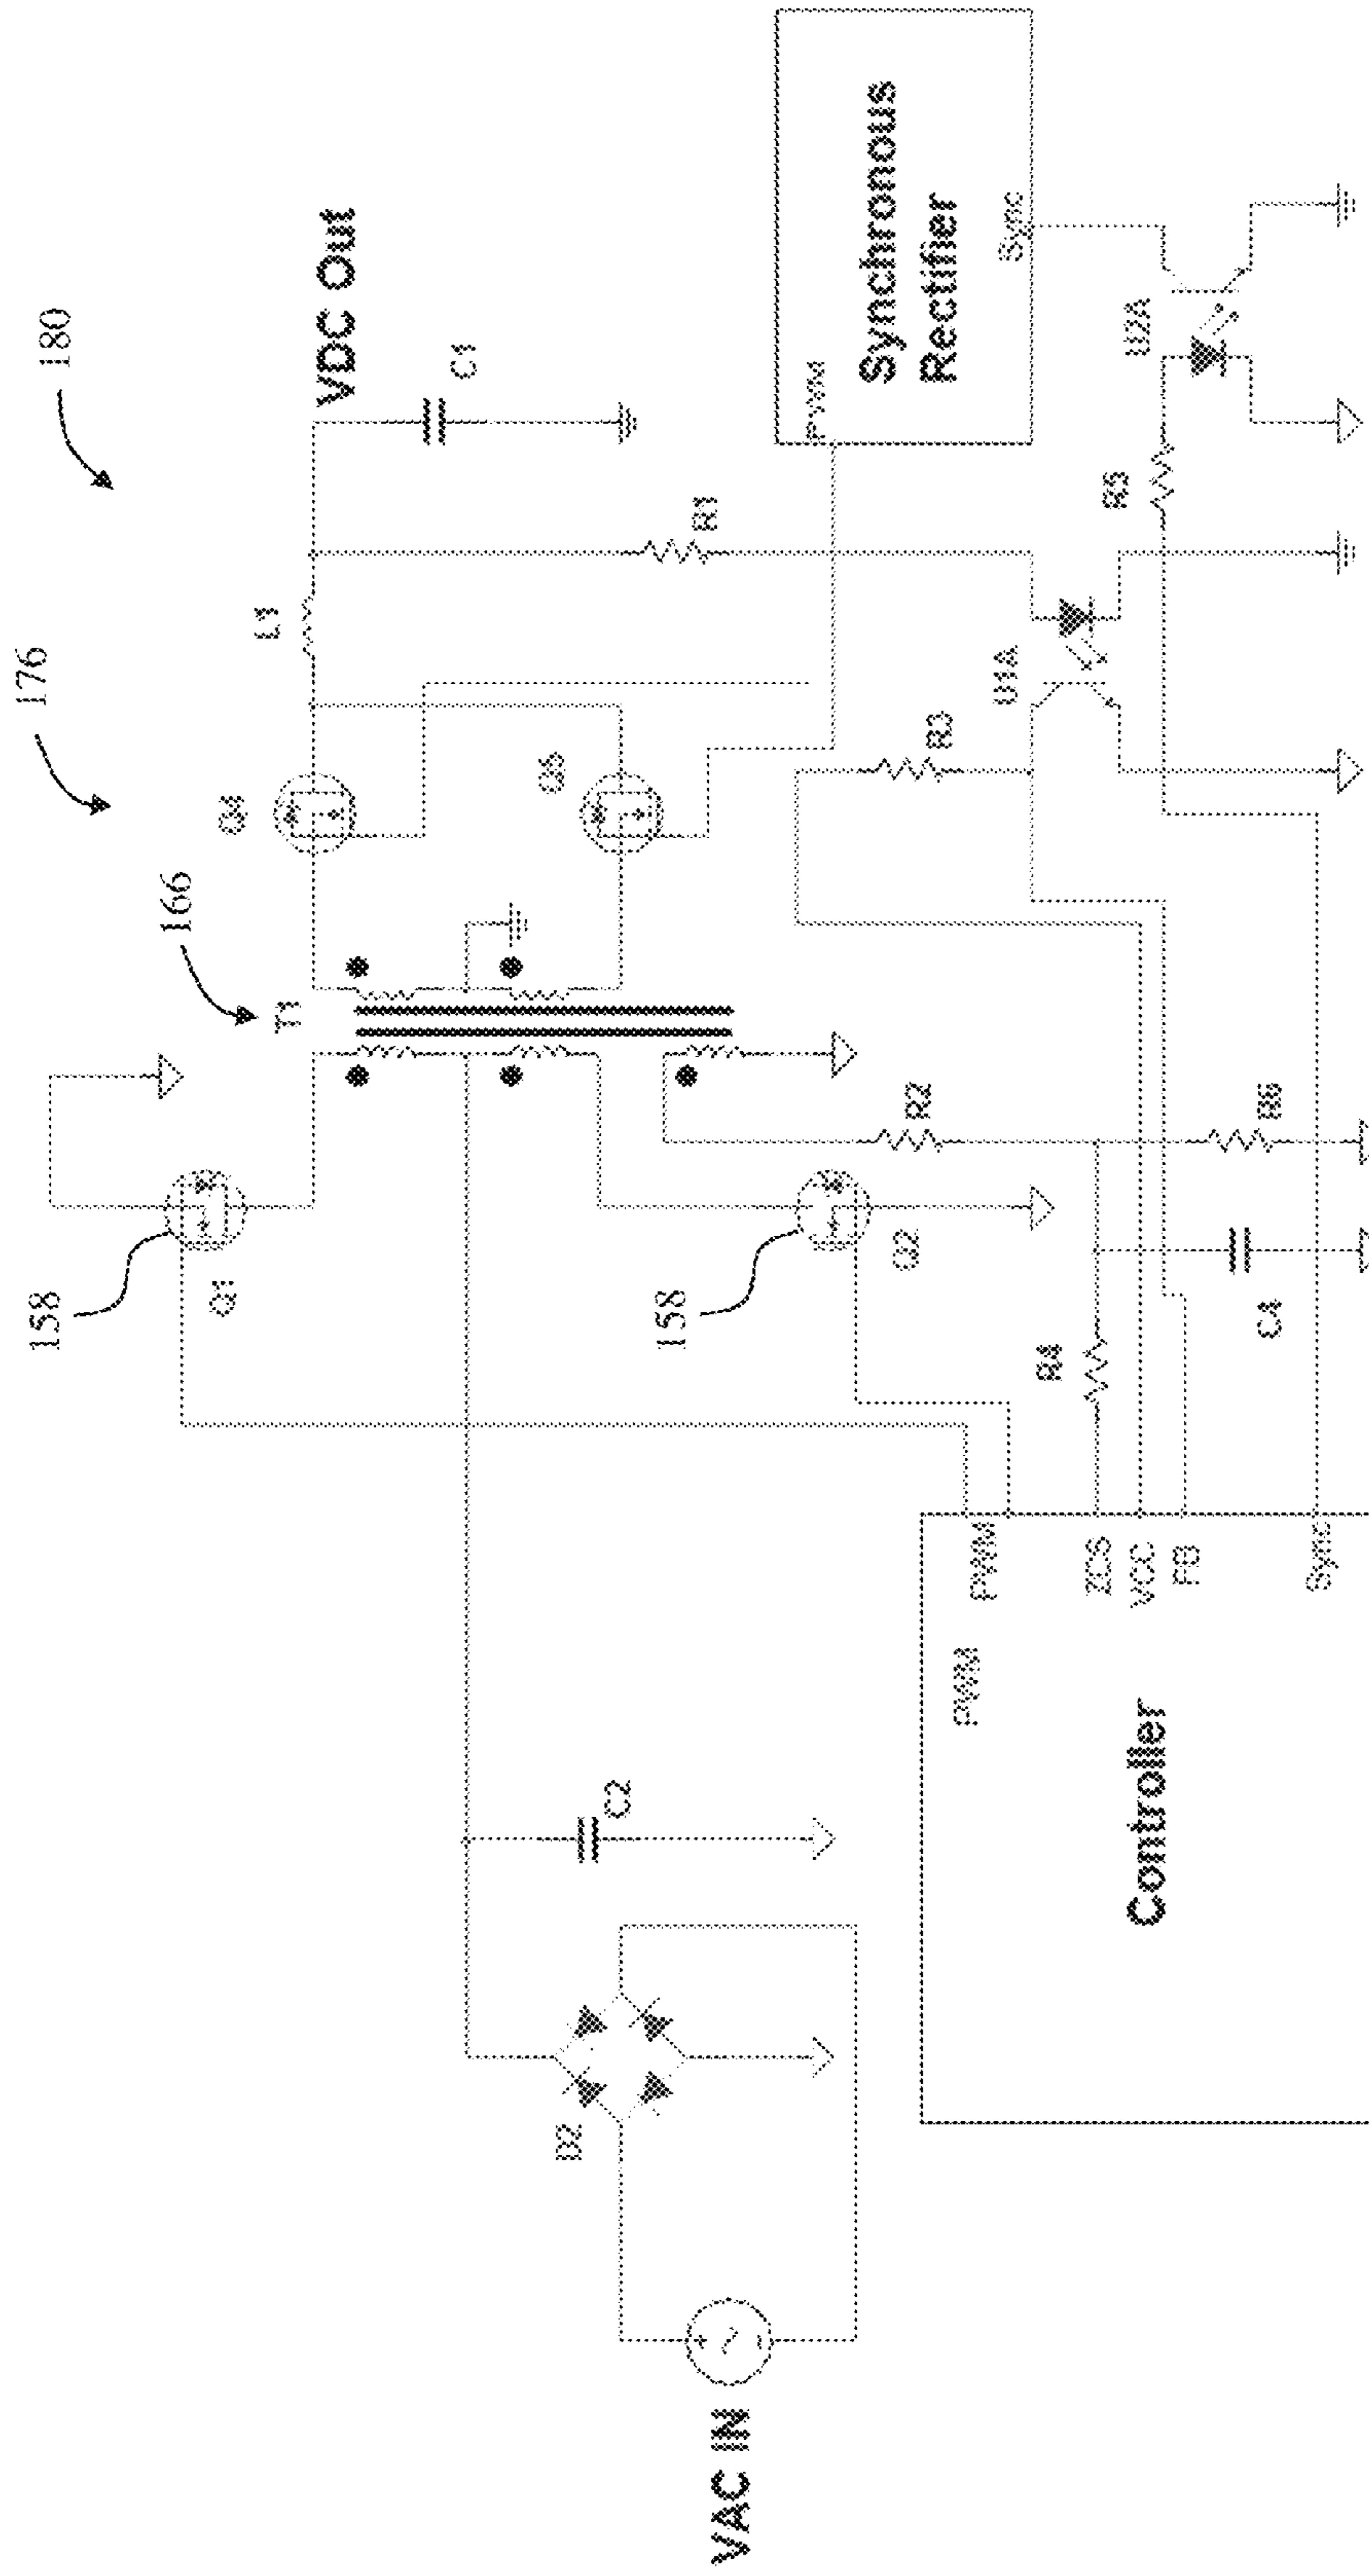 180
176
166
T1
Q4
L1
VDC Out
C1
158
Q1
Q5
R1
158
Q2
R2
R3
PWM
Synchronous
Rectifier
Sync
VAC IN
D2
C2
PWM
PWM
ZCS
VCC
FB
Sync
Controller
R4
C4
R6
U1A
R5
U2A